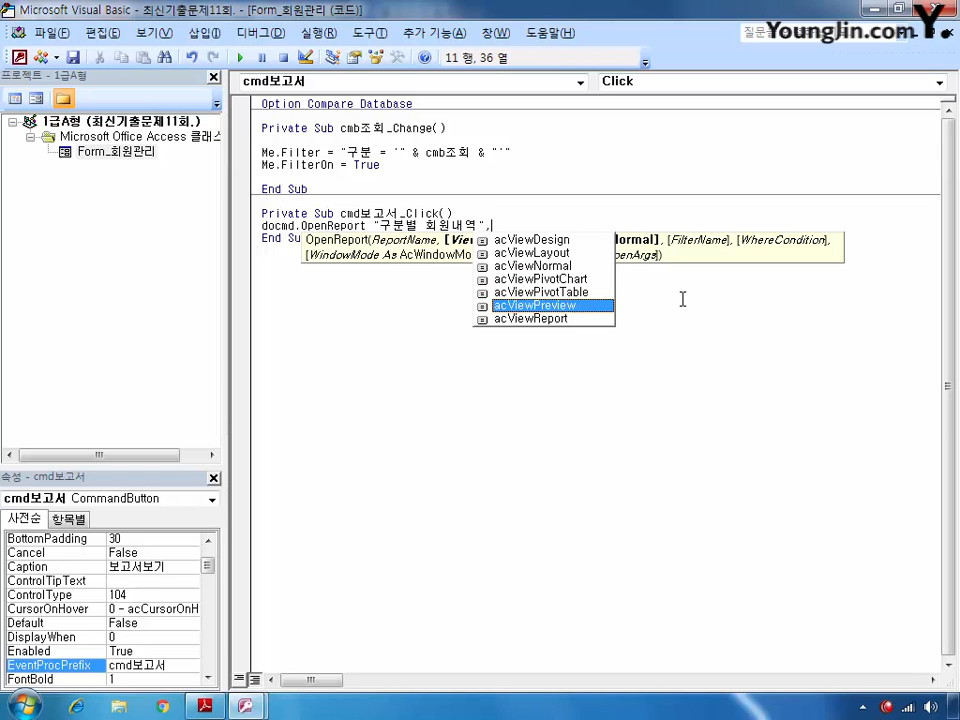 Microsoft Visual Basic - 최신기출문제11회. - [Form_회원관리 (코드)]
YoungJin.com
파일(F) 편집(E) 보기(V) 삽입(I) 디버그(D) 실행(R) 도구(T) 추가 기능(A) 창(W) 도움말(H)
11 행, 36 열
프로젝트 - 1급A형
cmd보고서
Click
1급A형 (최신기출문제11회.)
Microsoft Office Access 클래스
Form_회원관리
Option Compare Database
Private Sub cmb조회_Change()
Me.Filter = "구분 = '" & cmb조회 & "'"
Me.FilterOn = True
End Sub
Private Sub cmd보고서_Click()
docmd.OpenReport "구분별 회원내역",
End Su
OpenReport(ReportName, [View
Normal], [FilterName], [WhereCondition],
[WindowMode As AcWindowMo
penArgs])
acViewDesign
acViewLayout
acViewNormal
acViewPivotChart
acViewPivotTable
acViewPreview
acViewReport
속성 - cmd보고서
cmd보고서 CommandButton
사전순 항목별
BottomPadding 30
Cancel False
Caption 보고서보기
ControlTipText
ControlType 104
CursorOnHover 0 - acCursorOnH
Default False
DisplayWhen 0
Enabled True
EventProcPrefix cmd보고서
FontBold 1